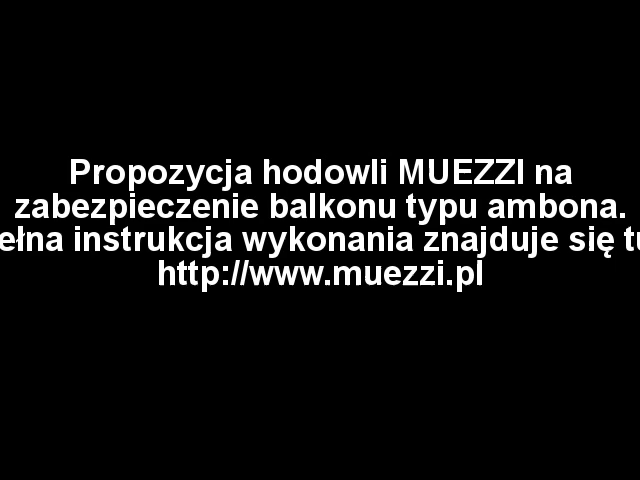 Propozycja hodowli MUEZZI na
zabezpieczenie balkonu typu ambona.
ełna instrukcja wykonania znajduje się tu
http://www.muezzi.pl